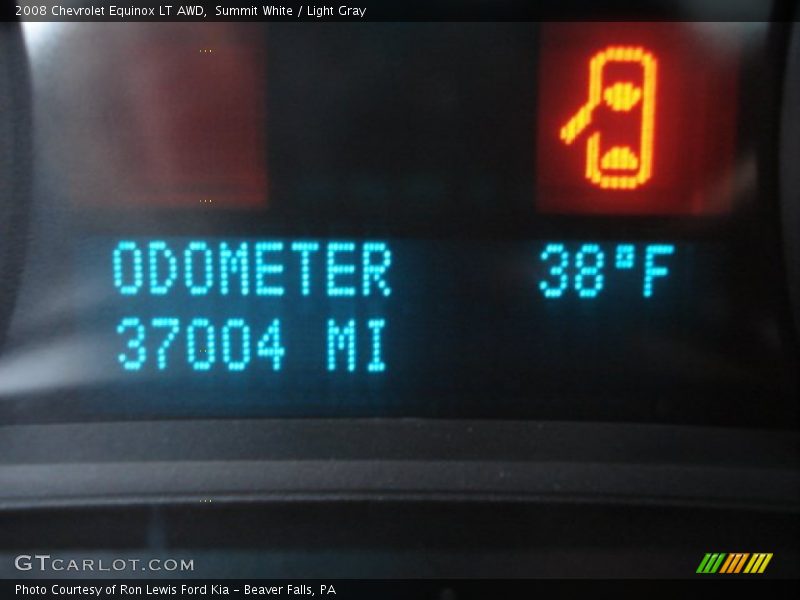 2008 Chevrolet Equinox LT AWD,  Summit White / Light Gray
ODOMETER 38°F
37004 MI
GTCARLOT.COM
Photo Courtesy of Ron Lewis Ford Kia - Beaver Falls, PA